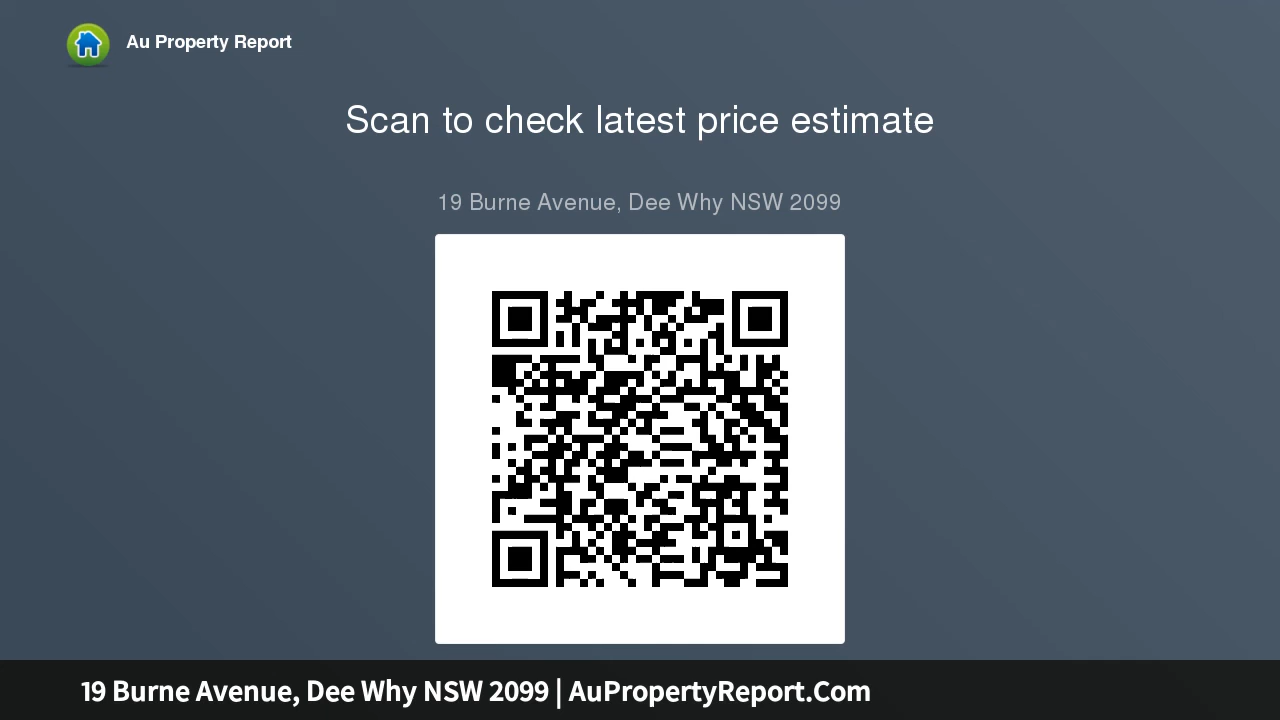 Au Property Report
Scan to check latest price estimate
19 Burne Avenue, Dee Why NSW 2099
19 Burne Avenue, Dee Why NSW 2099 | AuPropertyReport.Com